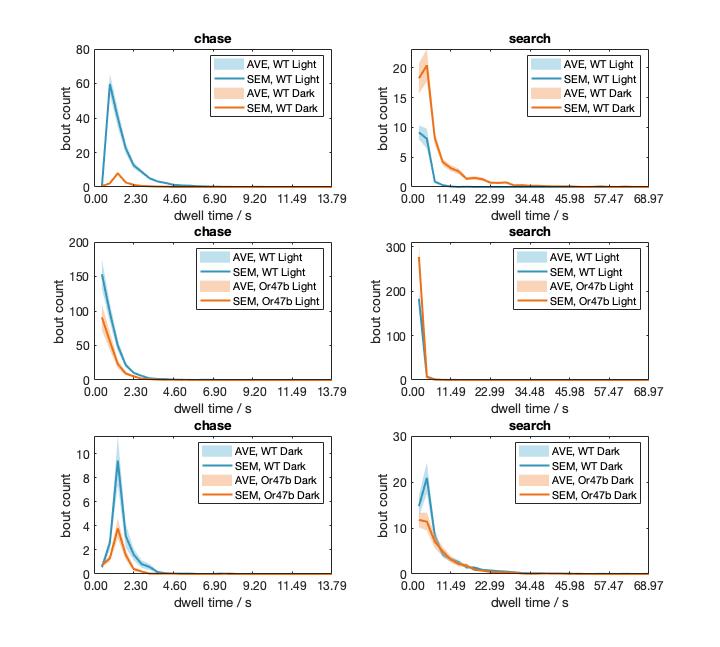 chase
80
60
40
20
0
bout count
AVE, WT Light
SEM, WT Light
AVE, WT Dark
SEM, WT Dark
0.00 2.30 4.60 6.90 9.20 11.49 13.79
dwell time / s
search
20
15
10
5
0
bout count
AVE, WT Light
SEM, WT Light
AVE, WT Dark
SEM, WT Dark
0.00 11.49 22.99 34.48 45.98 57.47 68.97
dwell time / s
chase
200
150
100
50
0
bout count
AVE, WT Light
SEM, WT Light
AVE, Or47b Light
SEM, Or47b Light
0.00 2.30 4.60 6.90 9.20 11.49 13.79
dwell time / s
search
300
200
100
0
bout count
AVE, WT Light
SEM, WT Light
AVE, Or47b Light
SEM, Or47b Light
0.00 11.49 22.99 34.48 45.98 57.47 68.97
dwell time / s
chase
10
8
6
4
2
0
bout count
AVE, WT Dark
SEM, WT Dark
AVE, Or47b Dark
SEM, Or47b Dark
0.00 2.30 4.60 6.90 9.20 11.49 13.79
dwell time / s
search
30
20
10
0
bout count
AVE, WT Dark
SEM, WT Dark
AVE, Or47b Dark
SEM, Or47b Dark
0.00 11.49 22.99 34.48 45.98 57.47 68.97
dwell time / s